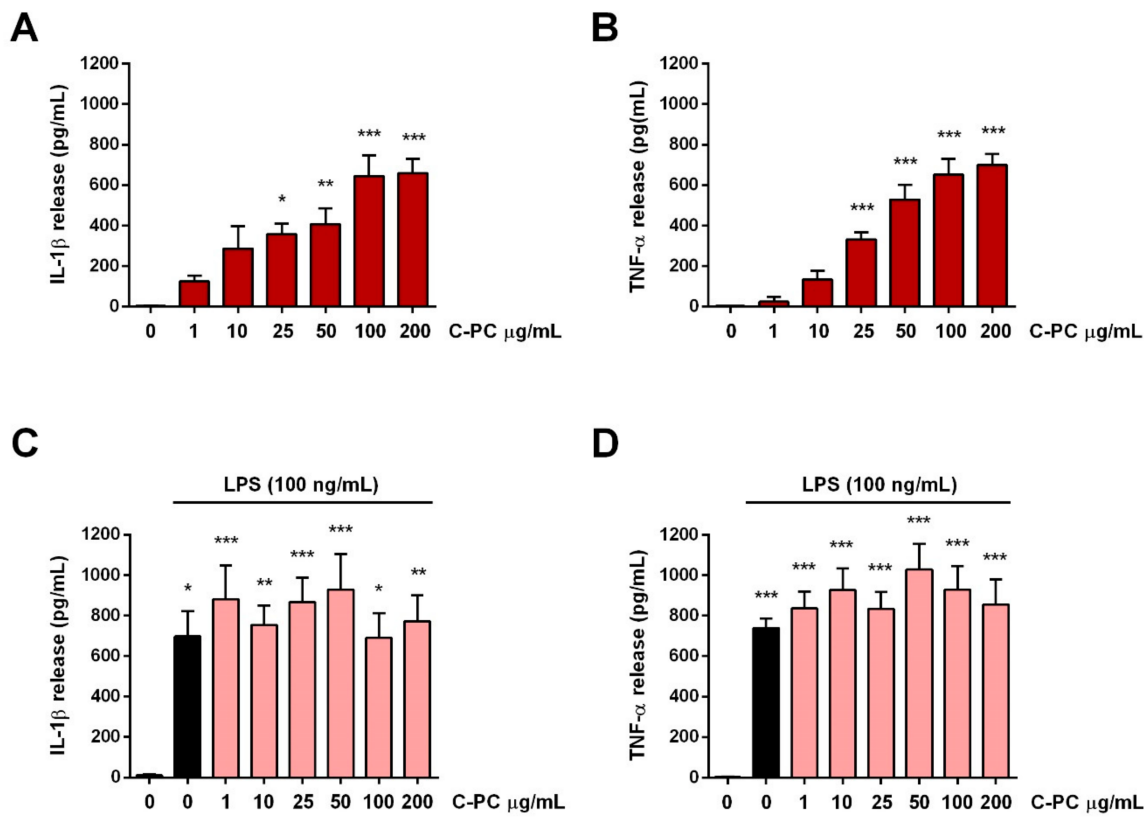 A
1200
1000
800
600
400
200
0
IL-1β release (pg/mL)
* ** *** ***
0 1 10 25 50 100 200 C-PC μg/mL
B
1200
1000
800
600
400
200
0
TNF-α release (pg(mL)
*** *** *** ***
0 1 10 25 50 100 200 C-PC μg/mL
C
LPS (100 ng/mL)
1200
1000
800
600
400
200
0
IL-1β release (pg/mL)
* *** ** *** *** * **
0 0 1 10 25 50 100 200 C-PC μg/mL
D
LPS (100 ng/mL)
1200
1000
800
600
400
200
0
TNF-α release (pg/mL)
*** *** *** *** *** *** ***
0 0 1 10 25 50 100 200 C-PC μg/mL